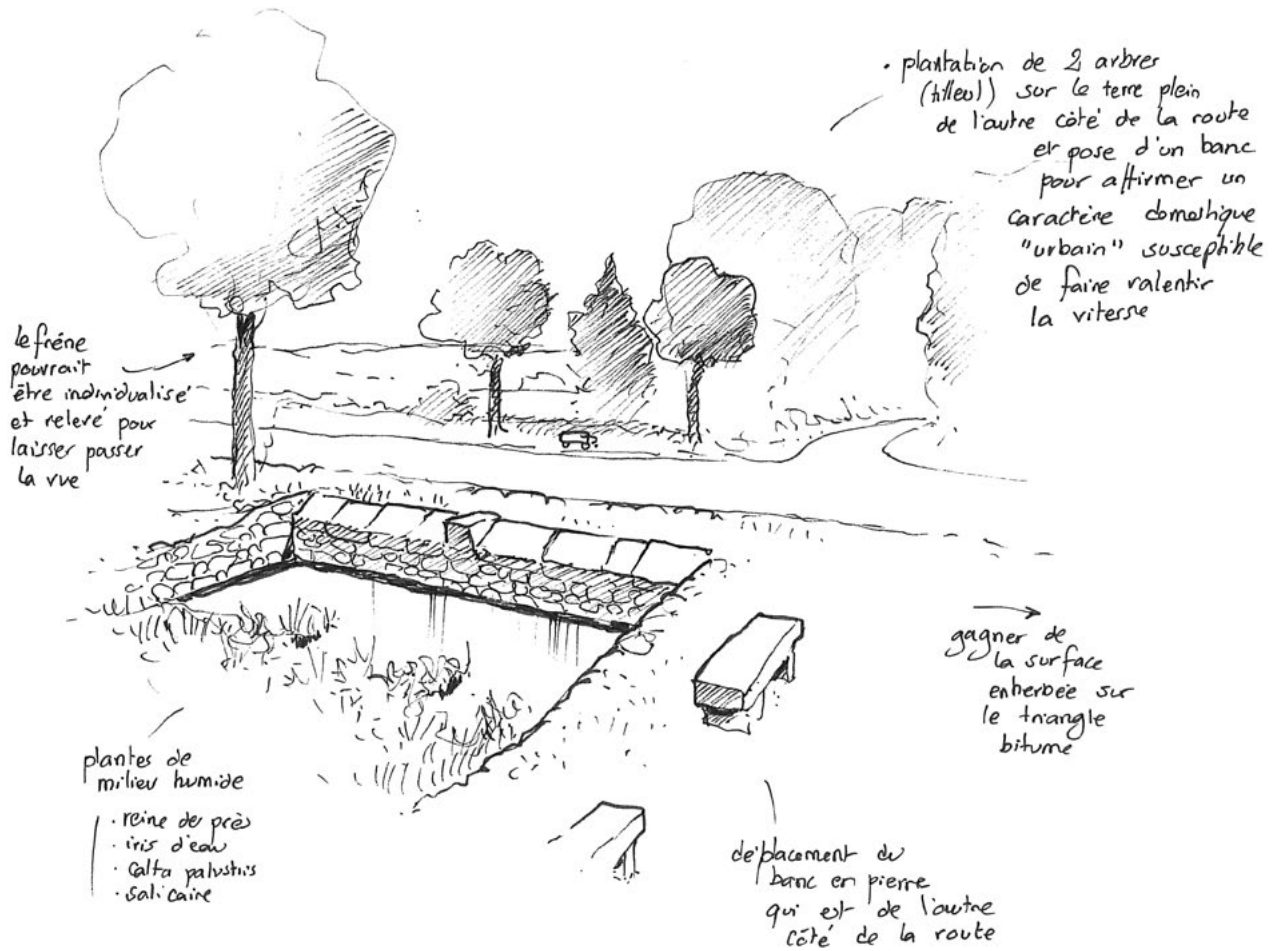 • plantation de 2 arbres
(tilleul) sur le terre plein
de l'autre côté de la route
et pose d'un banc
pour affirmer un
caractère domestique
"urbain" susceptible
de faire ralentir
la vitesse
le frêne
pourrait
être individualisé
et relevé pour
laisser passer
la vue
gagner de
la surface
enherbée sur
le triangle
bitume
plantes de
milieu humide
• reine des près
• iris d'eau
• Calta palustris
• salicaire
déplacement du
banc en pierre
qui est de l'autre
côté de la route